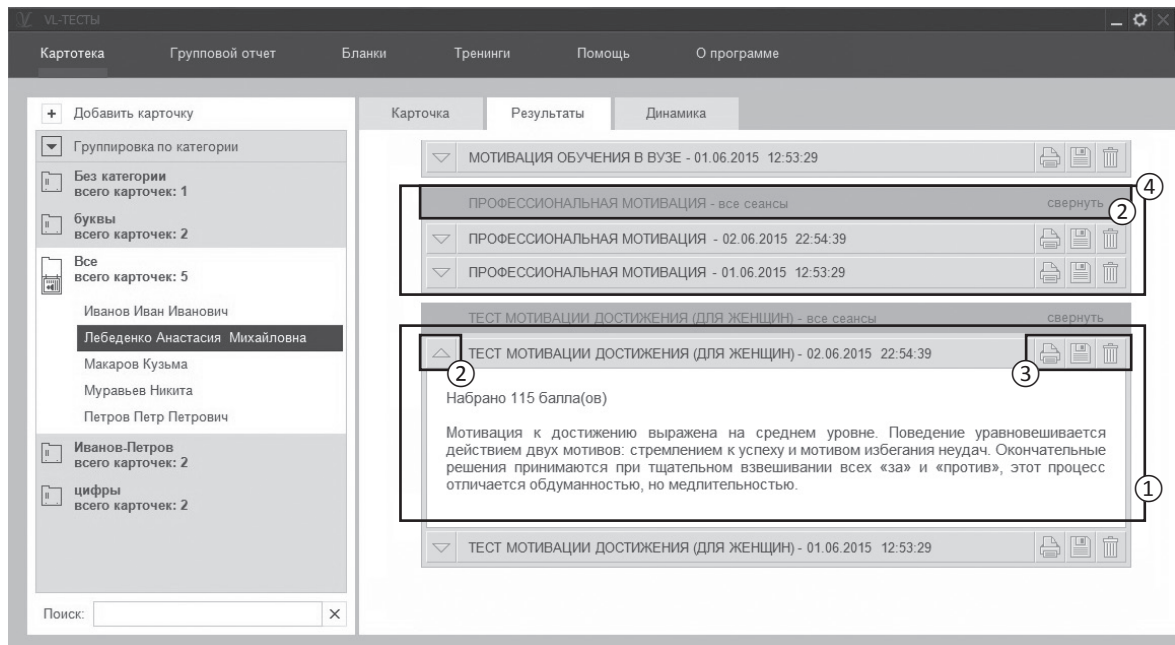 VL-ТЕСТЫ
Картотека Групповой отчет Бланки Тренинги Помощь О программе
+ Добавить карточку
Группировка по категории
Без категории
всего карточек: 1
буквы
всего карточек: 2
Все
всего карточек: 5
Иванов Иван Иванович
Лебеденко Анастасия Михайловна
Макаров Кузьма
Муравьев Никита
Петров Петр Петрович
Иванов-Петров
всего карточек: 2
цифры
всего карточек: 2
Поиск:
Карточка Результаты Динамика
МОТИВАЦИЯ ОБУЧЕНИЯ В ВУЗЕ - 01.06.2015 12:53:29
4
ПРОФЕССИОНАЛЬНАЯ МОТИВАЦИЯ - все сеансы свернуть 2
ПРОФЕССИОНАЛЬНАЯ МОТИВАЦИЯ - 02.06.2015 22:54:39
ПРОФЕССИОНАЛЬНАЯ МОТИВАЦИЯ - 01.06.2015 12:53:29
ТЕСТ МОТИВАЦИИ ДОСТИЖЕНИЯ (ДЛЯ ЖЕНЩИН) - все сеансы свернуть
ТЕСТ МОТИВАЦИИ ДОСТИЖЕНИЯ (ДЛЯ ЖЕНЩИН) - 02.06.2015 22:54:39
2 3
Набрано 115 балла(ов)
Мотивация к достижению выражена на среднем уровне. Поведение уравновешивается
действием двух мотивов: стремлением к успеху и мотивом избегания неудач. Окончательные
решения принимаются при тщательном взвешивании всех «за» и «против», этот процесс
отличается обдуманностью, но медлительностью.
1
ТЕСТ МОТИВАЦИИ ДОСТИЖЕНИЯ (ДЛЯ ЖЕНЩИН) - 01.06.2015 12:53:29